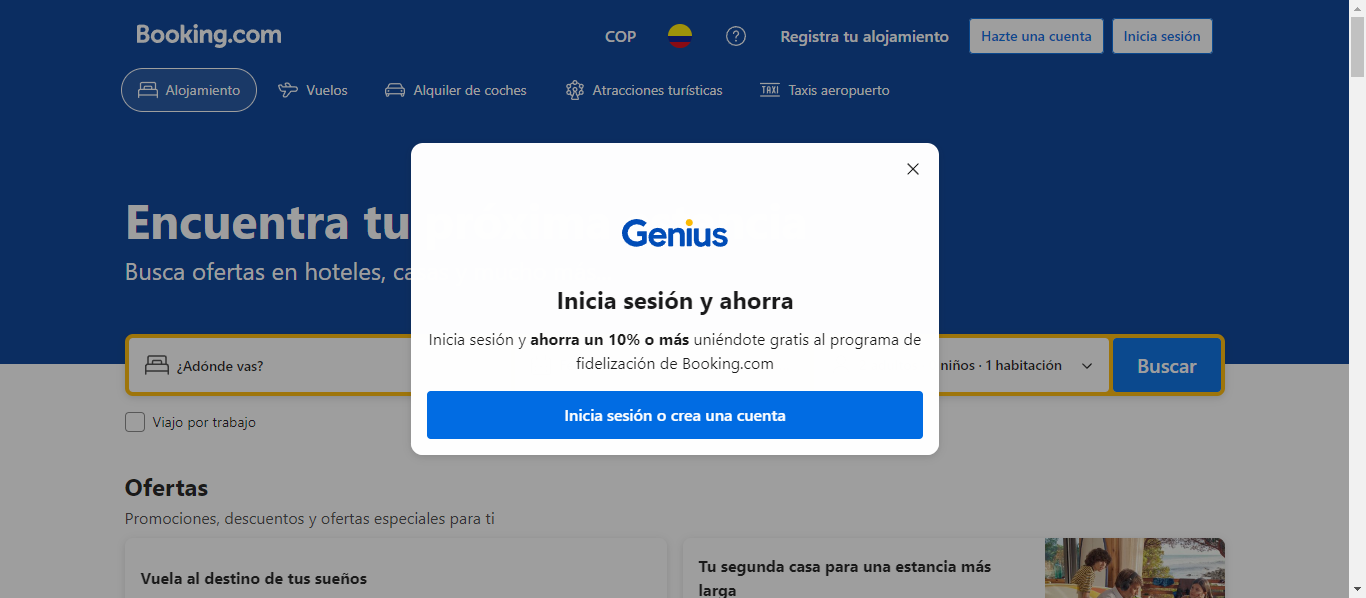 Booking.com
COP
Registra tu alojamiento
Hazte una cuenta
Inicia sesión
Alojamiento
Vuelos
Alquiler de coches
Atracciones turísticas
TAXI
Taxis aeropuerto
Encuentra tu
Busca ofertas en hoteles,
Genius
Inicia sesión y ahorra
Inicia sesión y ahorra un 10% o más uniéndote gratis al programa de
fidelización de Booking.com
Inicia sesión o crea una cuenta
¿Adónde vas?
niños · 1 habitación
Buscar
Viajo por trabajo
Ofertas
Promociones, descuentos y ofertas especiales para ti
Vuela al destino de tus sueños
Tu segunda casa para una estancia más
larga